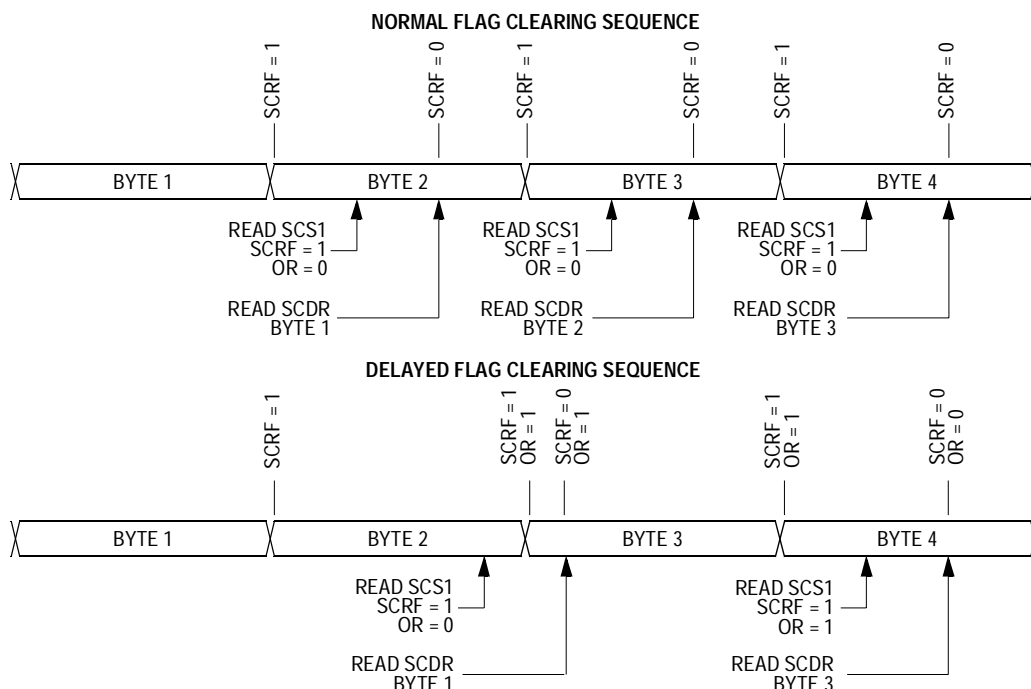 NORMAL FLAG CLEARING SEQUENCE
SCRF = 1
SCRF = 0
SCRF = 1
SCRF = 0
SCRF = 1
SCRF = 0
BYTE 1
BYTE 2
BYTE 3
BYTE 4
READ SCS1
SCRF = 1
OR = 0
READ SCS1
SCRF = 1
OR = 0
READ SCS1
SCRF = 1
OR = 0
READ SCDR
BYTE 1
READ SCDR
BYTE 2
READ SCDR
BYTE 3
DELAYED FLAG CLEARING SEQUENCE
SCRF = 1
SCRF = 1
OR = 1
SCRF = 0
OR = 1
SCRF = 1
OR = 1
SCRF = 0
OR = 0
BYTE 1
BYTE 2
BYTE 3
BYTE 4
READ SCS1
SCRF = 1
OR = 0
READ SCS1
SCRF = 1
OR = 1
READ SCDR
BYTE 1
READ SCDR
BYTE 3